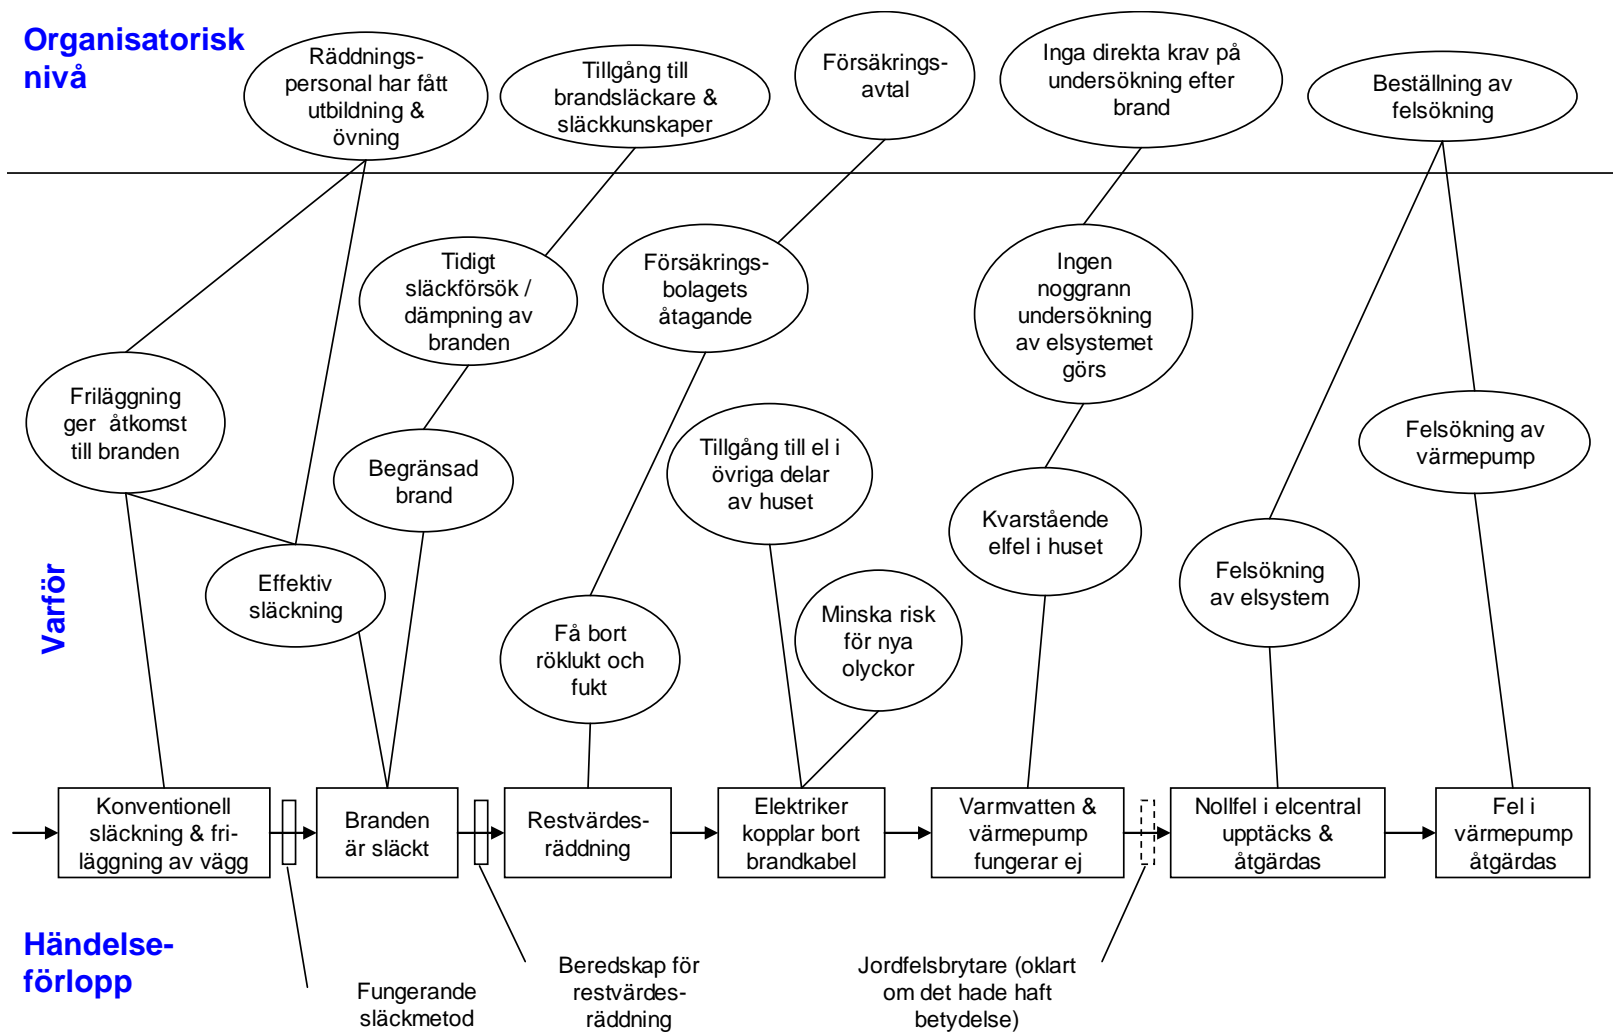 Organisatorisk
nivå
Räddnings-
personal har fått
utbildning &
övning
Tillgång till
brandsläckare &
släckkunskaper
Försäkrings-
avtal
Inga direkta krav på
undersökning efter
brand
Beställning av
felsökning
Varför
Friläggning
ger åtkomst
till branden
Effektiv
släckning
Tidigt
släckförsök /
dämpning av
branden
Begränsad
brand
Försäkrings-
bolagets
åtagande
Få bort
röklukt och
fukt
Tillgång till el i
övriga delar
av huset
Minska risk
för nya
olyckor
Ingen
noggrann
undersökning
av elsystemet
görs
Kvarstående
elfel i huset
Felsökning
av elsystem
Felsökning av
värmepump
Konventionell
släckning & fri-
läggning av vägg
Branden
är släckt
Restvärdes-
räddning
Elektriker
kopplar bort
brandkabel
Varmvatten &
värmepump
fungerar ej
Nollfel i elcentral
upptäcks &
åtgärdas
Fel i
värmepump
åtgärdas
Händelse-
förlopp
Fungerande
släckmetod
Beredskap för
restvärdes-
räddning
Jordfelsbrytare (oklart
om det hade haft
betydelse)